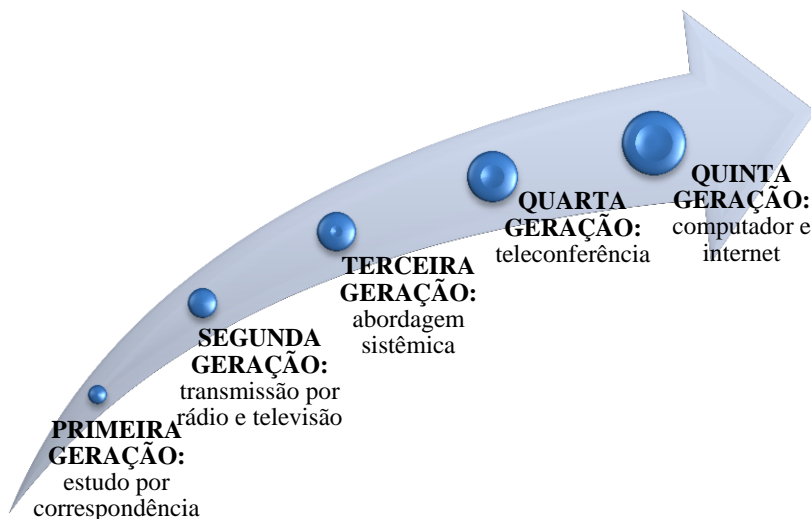 PRIMEIRA
GERAÇÃO:
estudo por
correspondência
SEGUNDA
GERAÇÃO:
transmissão por
rádio e televisão
TERCEIRA
GERAÇÃO:
abordagem
sistêmica
QUARTA
GERAÇÃO:
teleconferência
QUINTA
GERAÇÃO:
computador e
internet